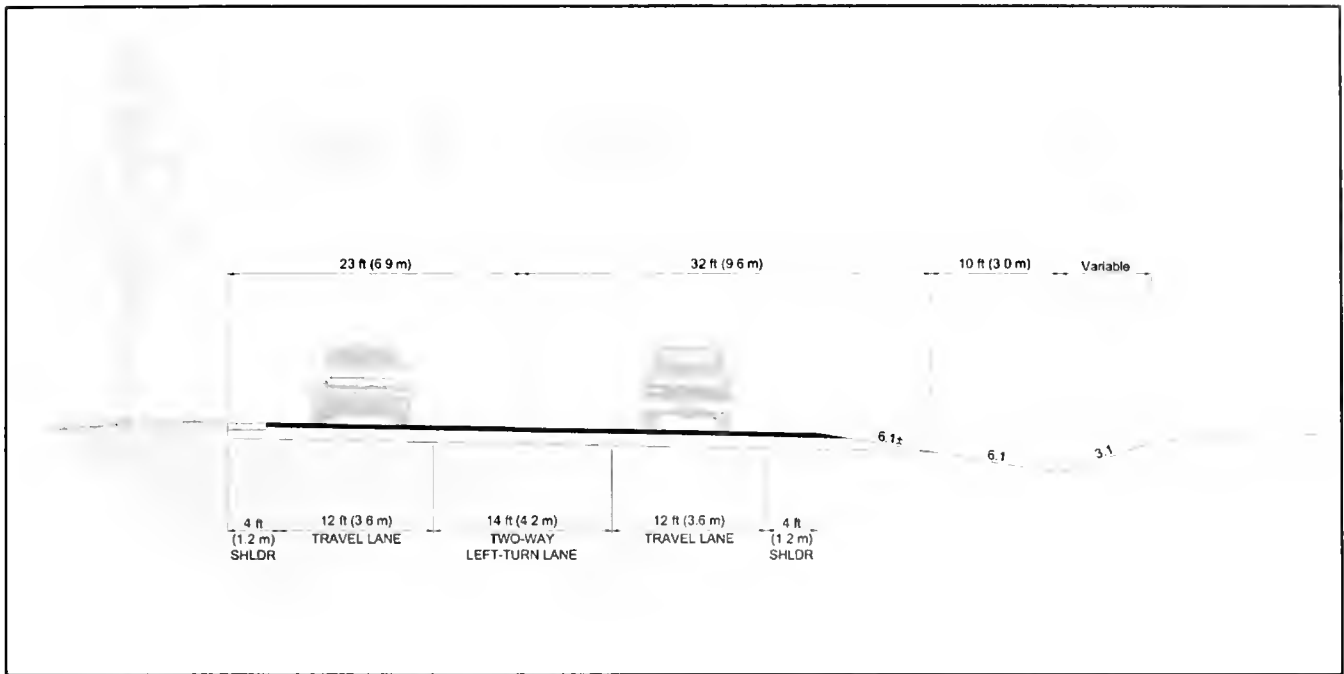 23 ft (6.9 m) 32 ft (9.6 m) 10 ft (3.0 m) Variable
6.1±
6.1
3.1
4 ft
(1.2 m)
SHLDR
12 ft (3.6 m)
TRAVEL LANE
14 ft (4.2 m)
TWO-WAY
LEFT-TURN LANE
12 ft (3.6 m)
TRAVEL LANE
4 ft
(1.2 m)
SHLDR